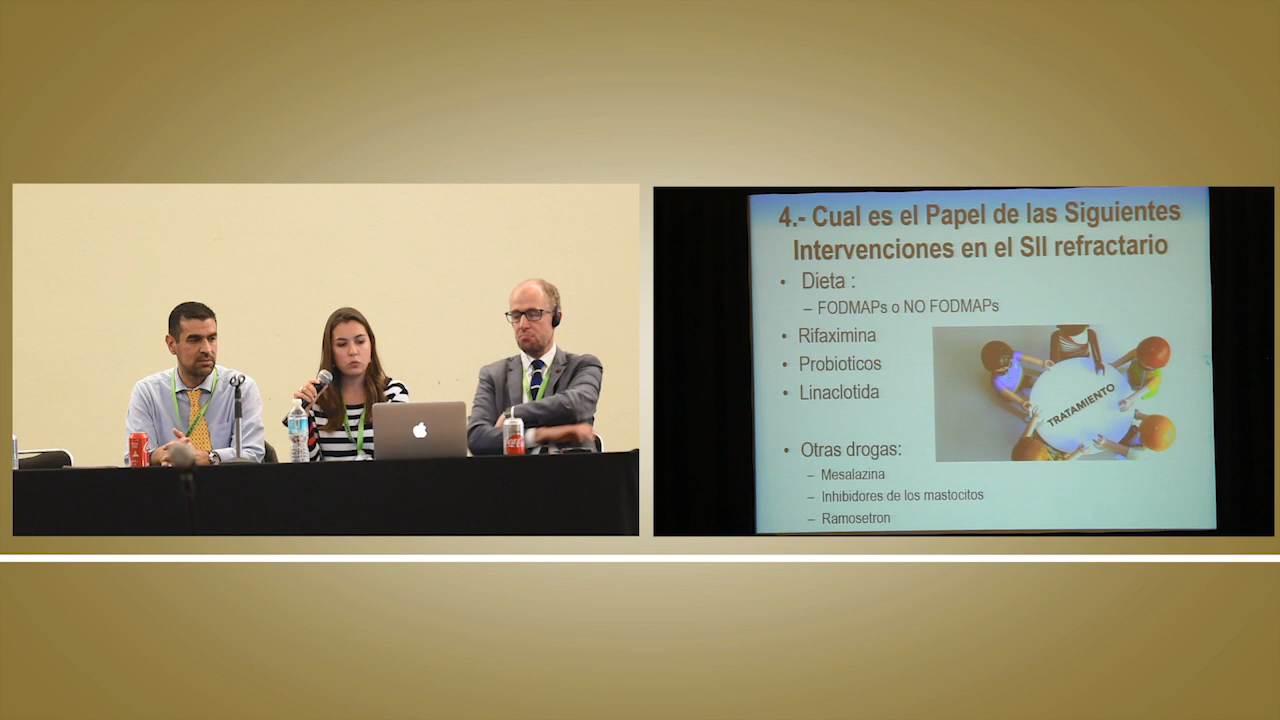 4.- Cual es el Papel de las Siguientes
Intervenciones en el SII refractario
• Dieta :
– FODMAPs o NO FODMAPs
• Rifaximina
• Probioticos
• Linaclotida
TRATAMIENTO
• Otras drogas:
– Mesalazina
– Inhibidores de los mastocitos
– Ramosetron